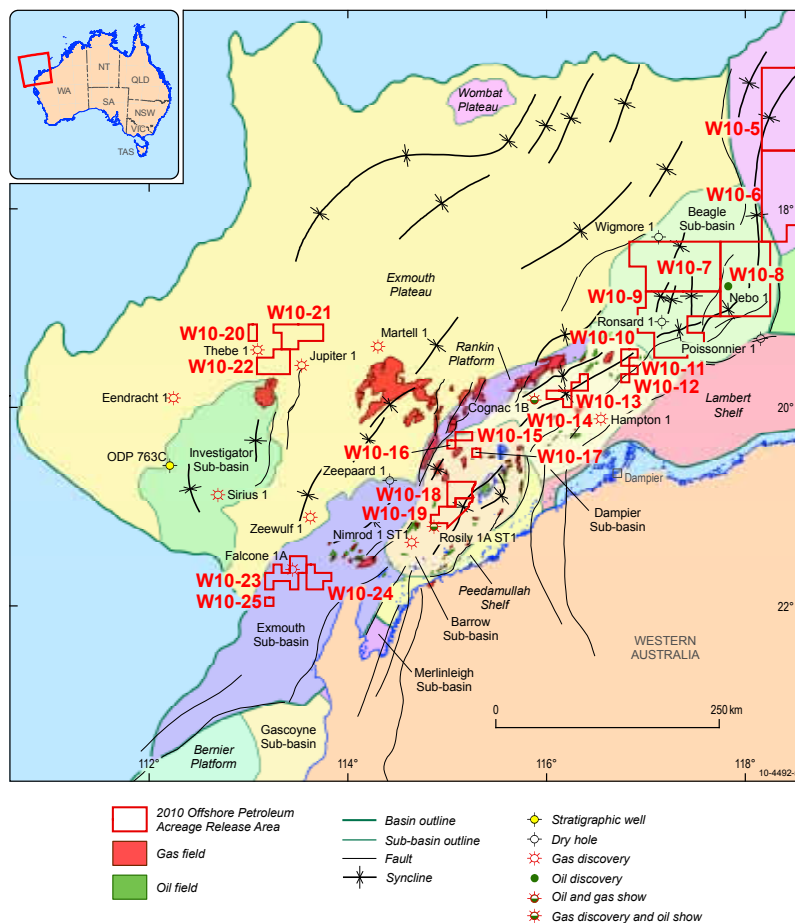 NT
QLD
WA
SA
NSW
VIC
TAS
Wombat
Plateau
W10-5
W10-6
18°
Beagle
Sub-basin
Wigmore 1
Exmouth
Plateau
W10-7
W10-8
W10-9
Nebo 1
W10-21
W10-20
Martell 1
Ronsard 1
Thebe 1
Jupiter 1
W10-22
Rankin
Platform
W10-10
Poissonnier 1
W10-11
W10-12
Eendracht 1
W10-13
Lambert
Shelf
Cognac 1B
20°
W10-14
Hampton 1
W10-15
W10-16
Investigator
Sub-basin
W10-17
ODP 763C
Zeepaard 1
Dampier
Sirius 1
W10-18
Dampier
Sub-basin
W10-19
Zeewulf 1
Nimrod 1 ST1
Rosily 1A ST1
Falcone 1A
W10-23
W10-24
Peedamullah
Shelf
W10-25
22°
Exmouth
Sub-basin
Barrow
Sub-basin
WESTERN
AUSTRALIA
Merlinleigh
Sub-basin
0
250 km
Gascoyne
Sub-basin
Bernier
Platform
112°
114°
116°
118°
10-4492-
2010 Offshore Petroleum
Acreage Release Area
Gas field
Oil field
Basin outline
Sub-basin outline
Fault
Syncline
Stratigraphic well
Dry hole
Gas discovery
Oil discovery
Oil and gas show
Gas discovery and oil show